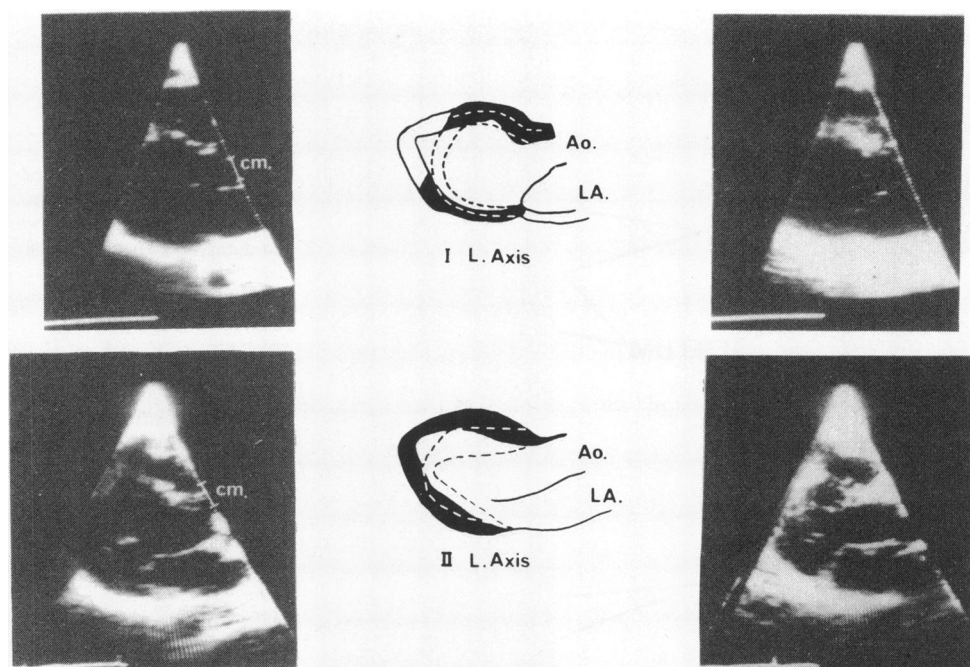 cm.
Ao.
LA.
I L. Axis
cm.
Ao.
LA.
II L. Axis